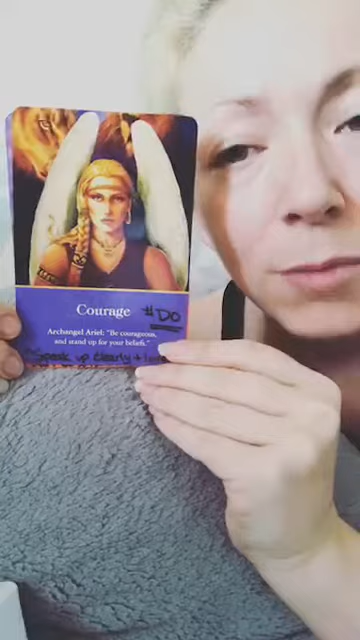 Courage #DO
Archangel Ariel: "Be courageous,
and stand up for your beliefs."
"Speak up clearly +